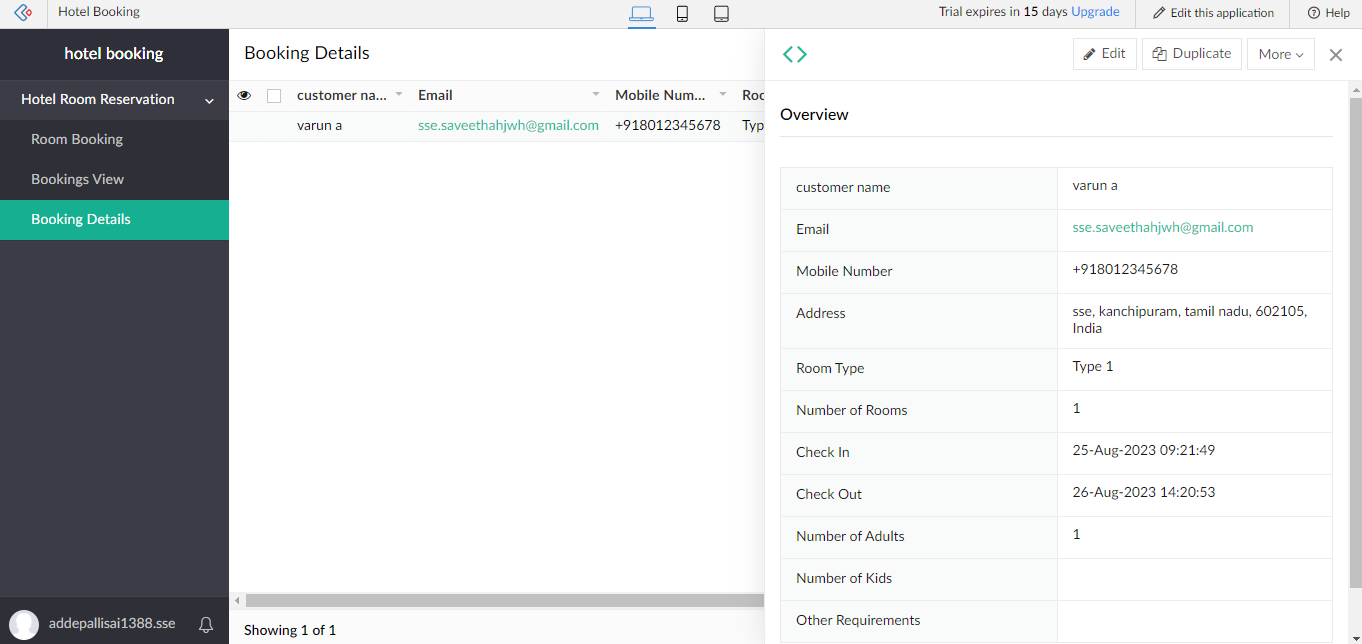 Hotel Booking
Trial expires in 15 days Upgrade
Edit this application
Help
hotel booking
Hotel Room Reservation
Room Booking
Bookings View
Booking Details
addepallisai1388.sse
Booking Details
customer na... Email Mobile Num... Roo
varun a sse.saveethahjwh@gmail.com +918012345678 Typ
Showing 1 of 1
Edit Duplicate More
Overview
customer name varun a
Email sse.saveethahjwh@gmail.com
Mobile Number +918012345678
Address sse, kanchipuram, tamil nadu, 602105,
India
Room Type Type 1
Number of Rooms 1
Check In 25-Aug-2023 09:21:49
Check Out 26-Aug-2023 14:20:53
Number of Adults 1
Number of Kids
Other Requirements